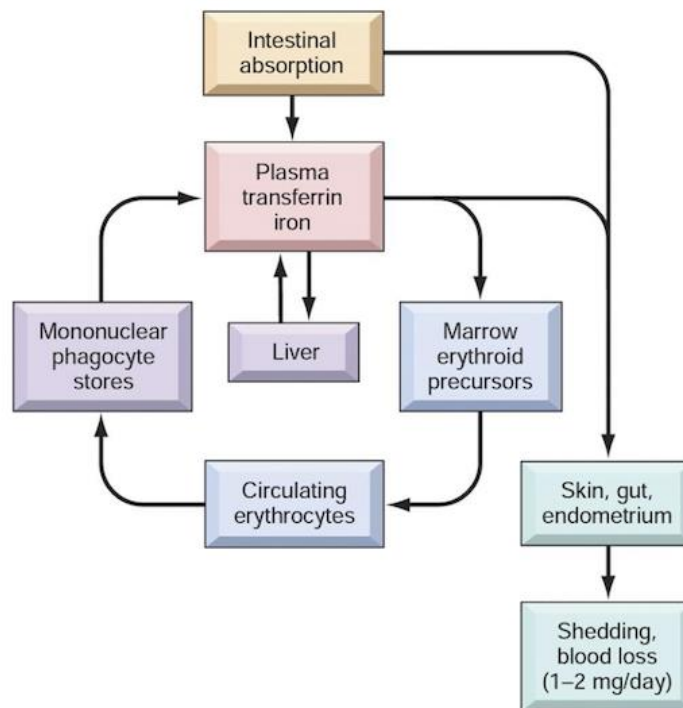 Intestinal
absorption
Plasma
transferrin
iron
Mononuclear
phagocyte
stores
Liver
Marrow
erythroid
precursors
Circulating
erythrocytes
Skin, gut,
endometrium
Shedding,
blood loss
(1–2 mg/day)